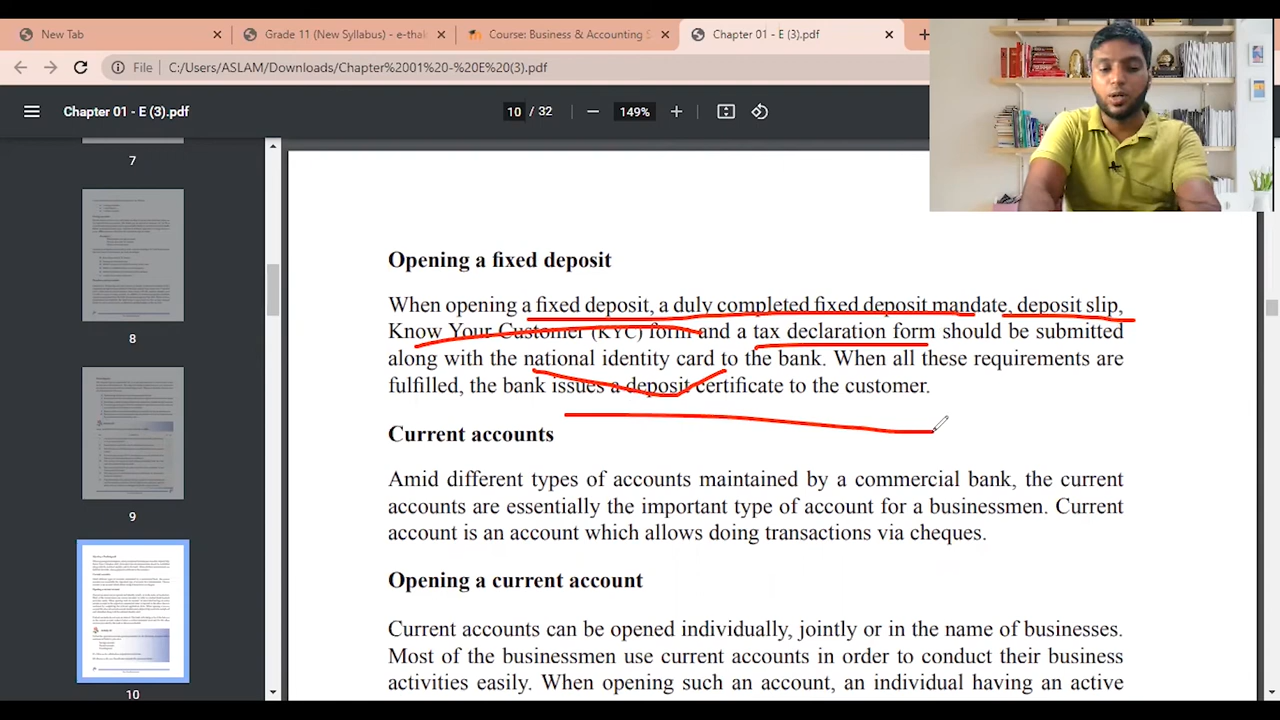 New Tab
Grade 11 (New Syllabus) - e-tha
Course: Business & Accounting S
Chapter 01 - E (3).pdf
File
/Users/ASLAM/Download
hapter%2001%20-%20E%20(3).pdf
Chapter 01 - E (3).pdf
10 / 32
149%
7
8
9
10
Opening a fixed deposit
When opening a fixed deposit, a duly completed fixed deposit mandate, deposit slip,
Know Your Customer (KYC) form and a tax declaration form should be submitted
along with the national identity card to the bank. When all these requirements are
fulfilled, the bank issues a deposit certificate to the customer.
Current accounts
Amid different types of accounts maintained by a commercial bank, the current
accounts are essentially the important type of account for a businessmen. Current
account is an account which allows doing transactions via cheques.
Opening a current account
Current accounts can be opened individually, jointly or in the name of businesses.
Most of the businessmen use current accounts in order to conduct their business
activities easily. When opening such an account, an individual having an active